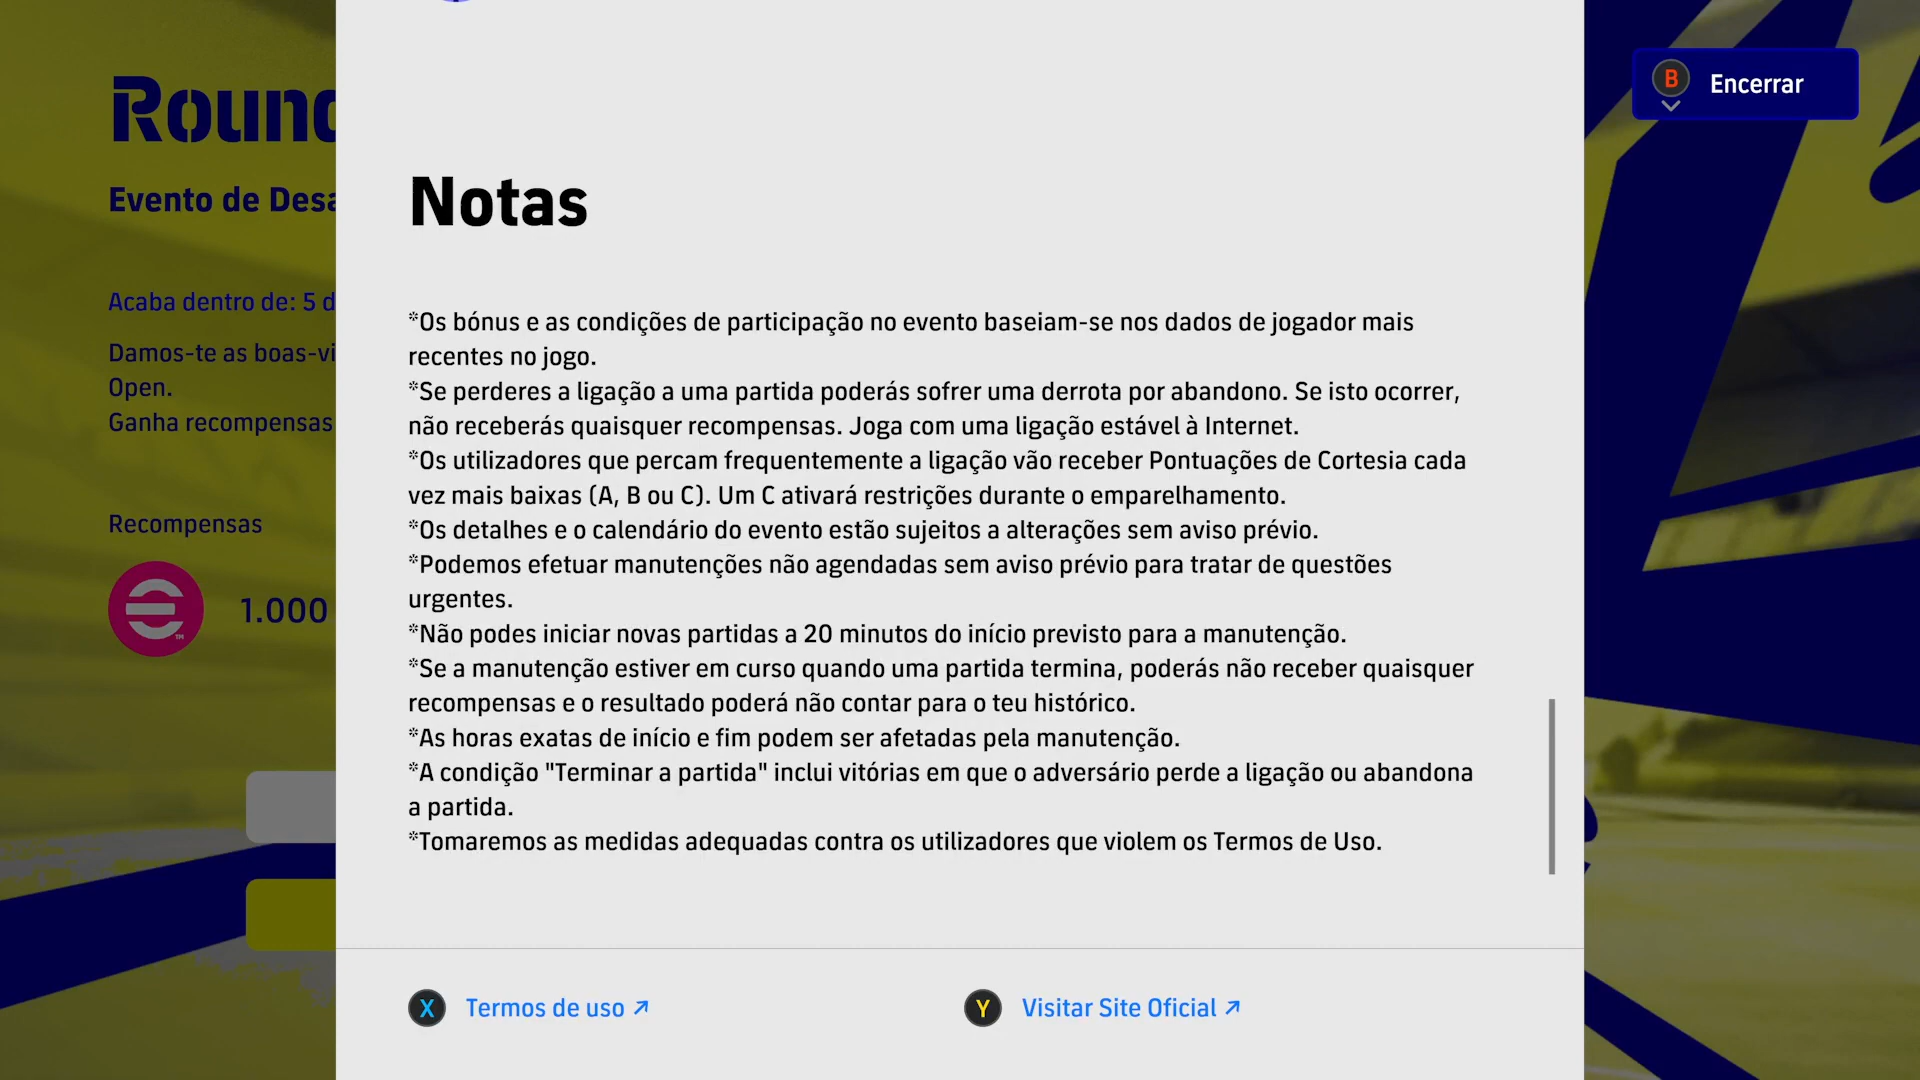 Roun
Evento de Desa
Acaba dentro de: 5 d
Damos-te as boas-vi
Open.
Ganha recompensas
Recompensas
1.000
B Encerrar
Notas
*Os bónus e as condições de participação no evento baseiam-se nos dados de jogador mais
recentes no jogo.
*Se perderes a ligação a uma partida poderás sofrer uma derrota por abandono. Se isto ocorrer,
não receberás quaisquer recompensas. Joga com uma ligação estável à Internet.
*Os utilizadores que percam frequentemente a ligação vão receber Pontuações de Cortesia cada
vez mais baixas (A, B ou C). Um C ativará restrições durante o emparelhamento.
*Os detalhes e o calendário do evento estão sujeitos a alterações sem aviso prévio.
*Podemos efetuar manutenções não agendadas sem aviso prévio para tratar de questões
urgentes.
*Não podes iniciar novas partidas a 20 minutos do início previsto para a manutenção.
*Se a manutenção estiver em curso quando uma partida termina, poderás não receber quaisquer
recompensas e o resultado poderá não contar para o teu histórico.
*As horas exatas de início e fim podem ser afetadas pela manutenção.
*A condição "Terminar a partida" inclui vitórias em que o adversário perde a ligação ou abandona
a partida.
*Tomaremos as medidas adequadas contra os utilizadores que violem os Termos de Uso.
X Termos de uso ↗
Y Visitar Site Oficial ↗